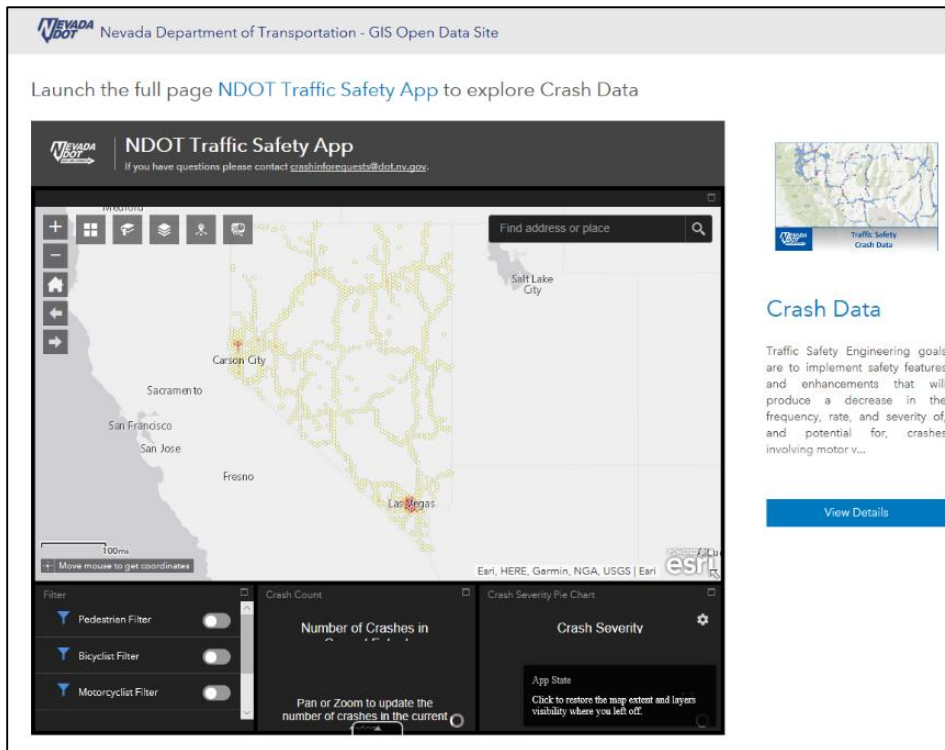 NEVADA
DOT
Nevada Department of Transportation - GIS Open Data Site
Launch the full page NDOT Traffic Safety App to explore Crash Data
NEVADA
DOT
NDOT Traffic Safety App
If you have questions please contact crashinforequests@dot.nv.gov.
Find address or place
Salt Lake
City
Carson City
Sacramento
San Francisco
San Jose
Fresno
Las Vegas
100mi
Move mouse to get coordinates
Esri, HERE, Garmin, NGA, USGS | Esri
POWERED BY
esri
Filter
Pedestrian Filter
Bicyclist Filter
Motorcyclist Filter
Crash Count
Number of Crashes in
Pan or Zoom to update the
number of crashes in the current
Crash Severity Pie Chart
Crash Severity
App State
Click to restore the map extent and layers
visibility where you left off.
NEVADA
DOT
Traffic Safety
Crash Data
Crash Data
Traffic Safety Engineering goals
are to implement safety features
and enhancements that will
produce a decrease in the
frequency, rate, and severity of,
and potential for, crashes
involving motor v...
View Details